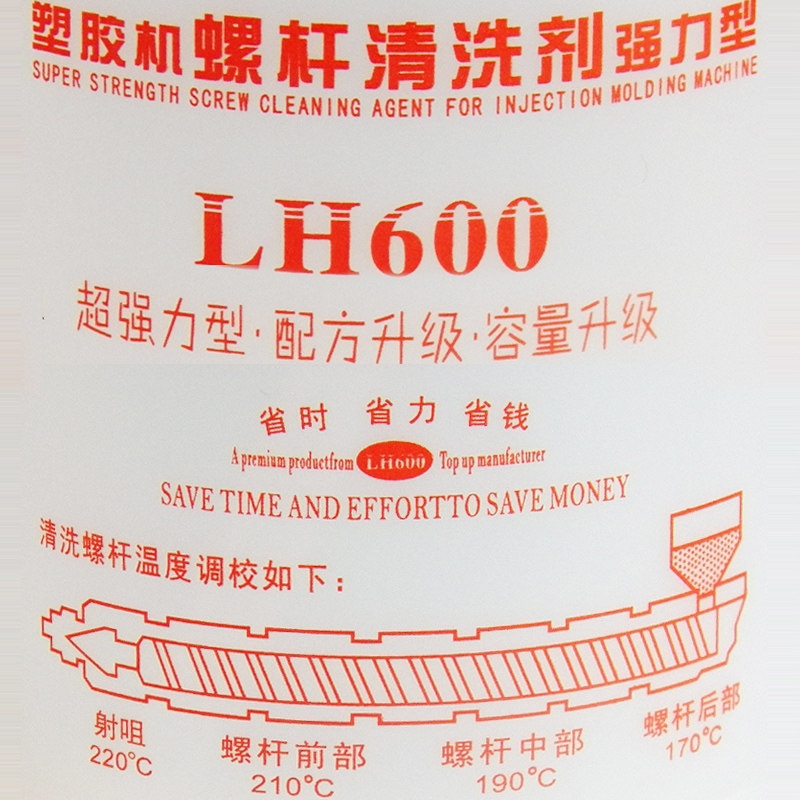 塑胶机螺杆清洗剂强力型
SUPER STRENGTH SCREW CLEANING AGENT FOR INJECTION MOLDING MACHINE
LH600
超强力型·配方升级·容量升级
省时 省力 省钱
A premium productfrom LH600 Top up manufacturer
SAVE TIME AND EFFORTTO SAVE MONEY
清洗螺杆温度调校如下：
射咀 螺杆前部 螺杆中部 螺杆后部
220°C 210°C 190°C 170°C